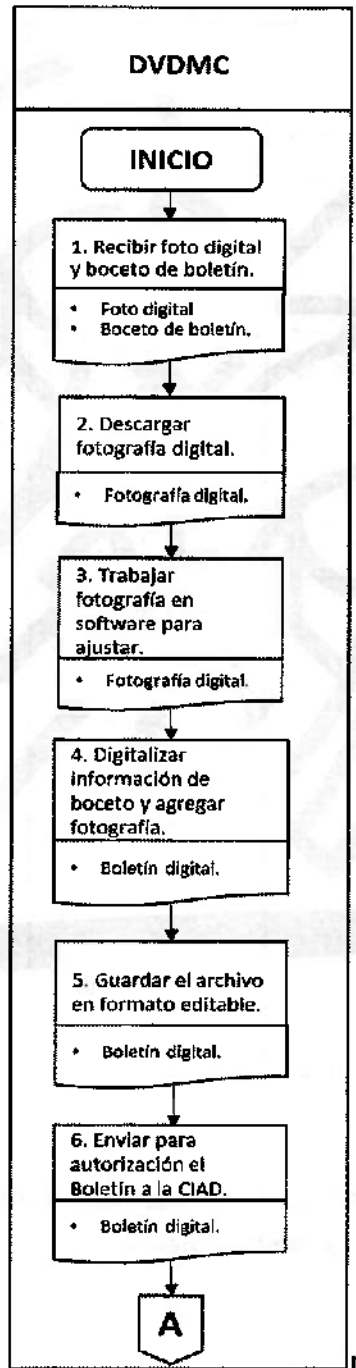 DVDMC
INICIO
1. Recibir foto digital
y boceto de boletín.
• Foto digital
• Boceto de boletín.
2. Descargar
fotografía digital.
• Fotografía digital.
3. Trabajar
fotografía en
software para
ajustar.
• Fotografía digital.
4. Digitalizar
información de
boceto y agregar
fotografía.
• Boletín digital.
5. Guardar el archivo
en formato editable.
• Boletín digital.
6. Enviar para
autorización el
Boletín a la CIAD.
• Boletín digital.
A